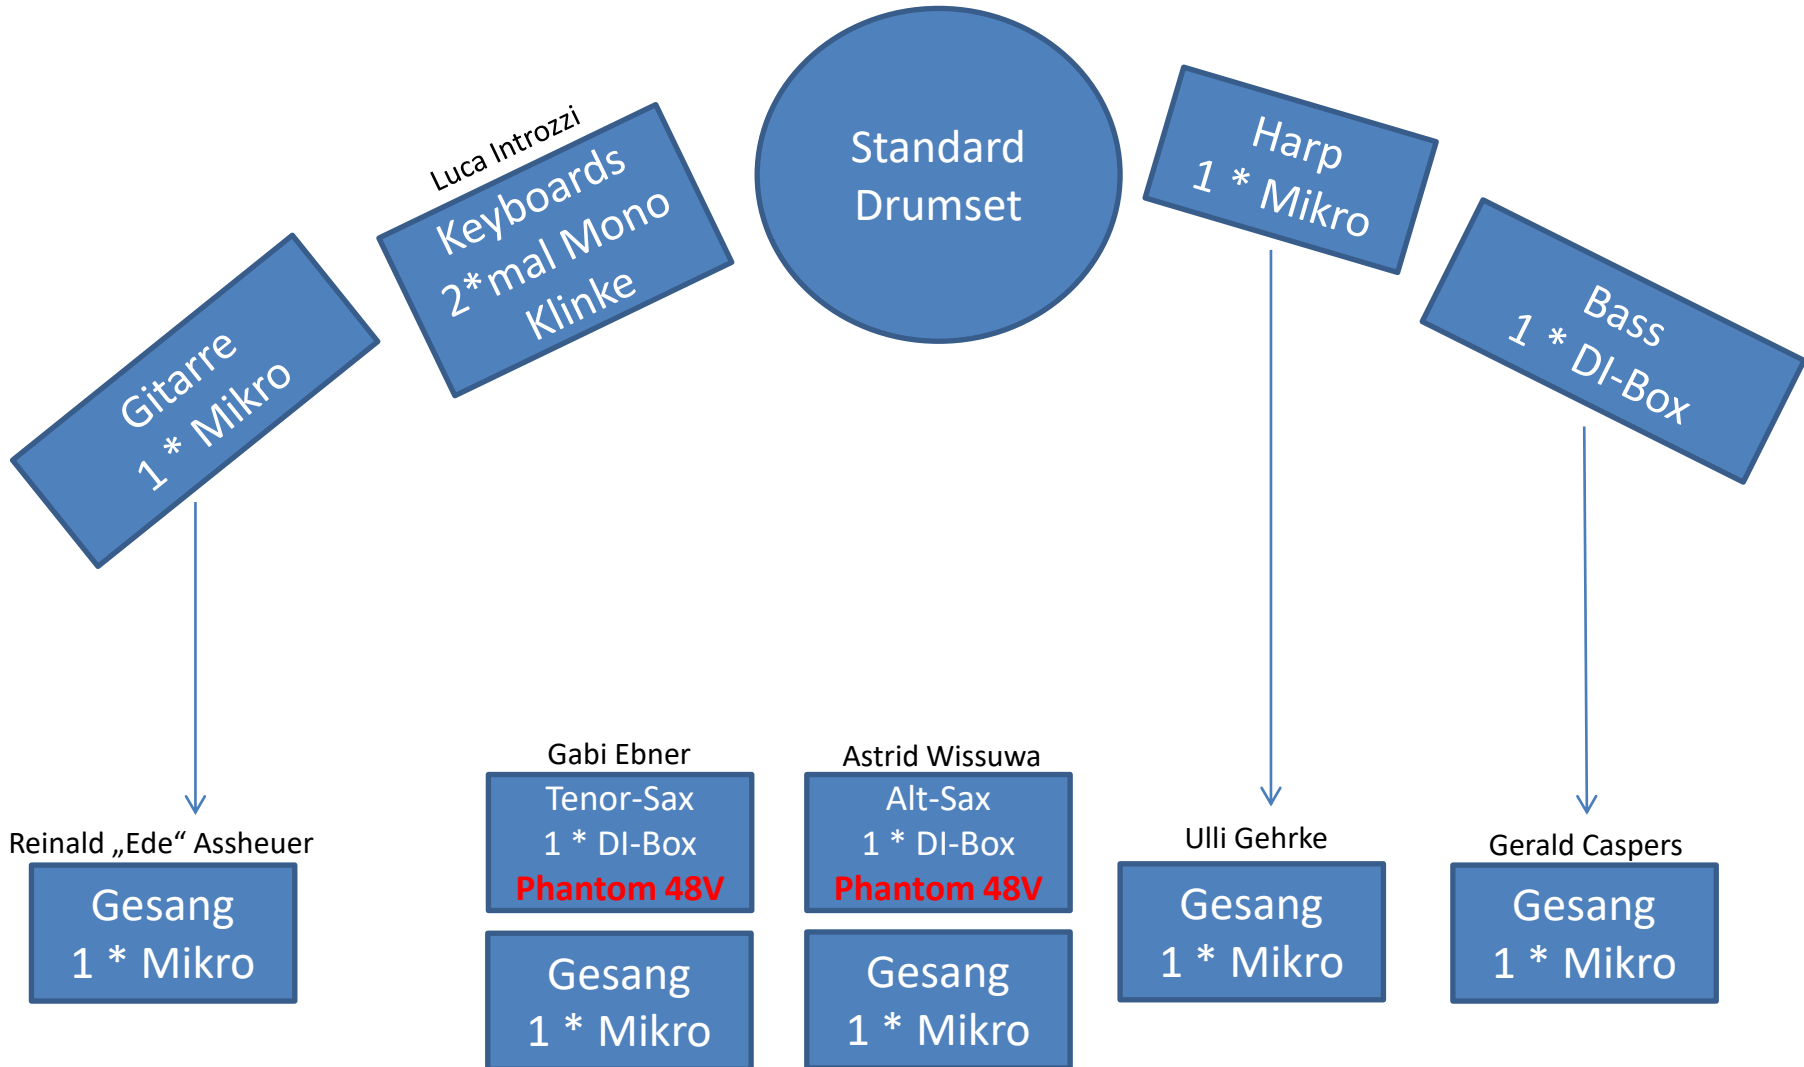 Luca Introzzi
Keyboards
2*mal Mono
Klinke
Standard
Drumset
Harp
1 * Mikro
Bass
1 * DI-Box
Gitarre
1 * Mikro
Reinald „Ede“ Assheuer
Gesang
1 * Mikro
Gabi Ebner
Tenor-Sax
1 * DI-Box
Phantom 48V
Gesang
1 * Mikro
Astrid Wissuwa
Alt-Sax
1 * DI-Box
Phantom 48V
Gesang
1 * Mikro
Ulli Gehrke
Gesang
1 * Mikro
Gerald Caspers
Gesang
1 * Mikro